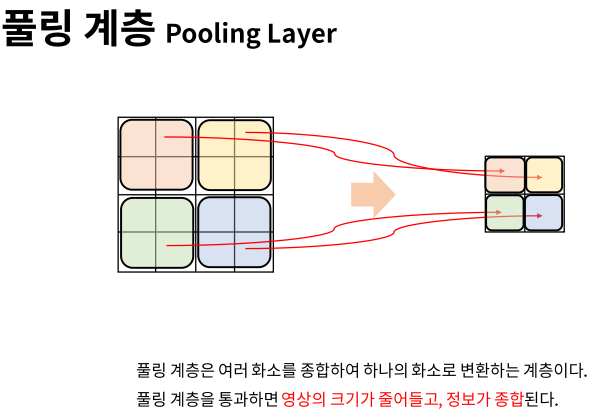 풀링 계층 Pooling Layer
풀링 계층은 여러 화소를 종합하여 하나의 화소로 변환하는 계층이다.
풀링 계층을 통과하면 영상의 크기가 줄어들고, 정보가 종합된다.